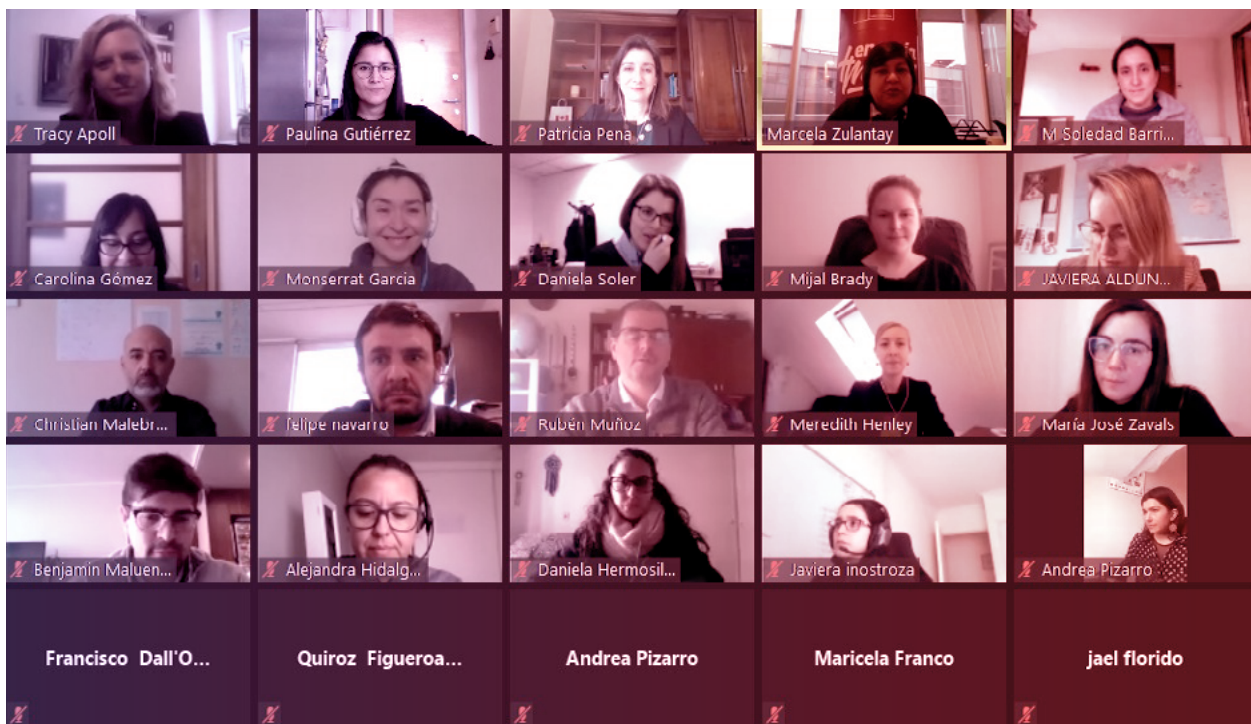 Tracy Apoll
Paulina Gutiérrez
Patricia Pena
Marcela Zulantay
M Soledad Barri...
Carolina Gómez
Monserrat Garcia
Daniela Soler
Mijal Brady
JAVIERA ALDUN...
Christian Malebr...
felipe navarro
Rubén Muñoz
Meredith Henley
María José Zavals
Benjamin Maluen...
Alejandra Hidalg...
Daniela Hermosil...
Javiera inostroza
Andrea Pizarro
Francisco Dall'O...
Quiroz Figueroa...
Andrea Pizarro
Maricela Franco
jael florido